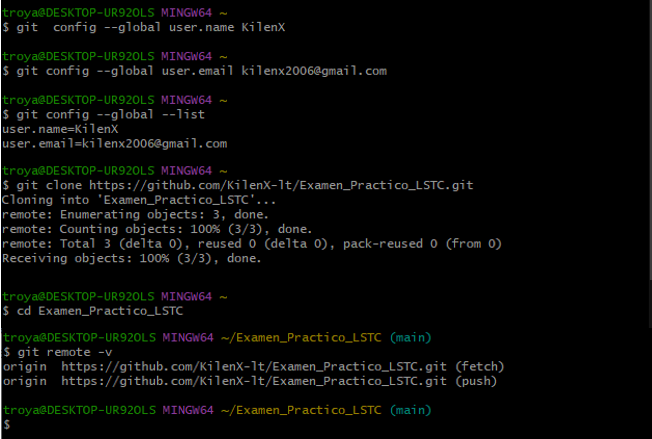 troya@DESKTOP-UR92OLS MINGW64 ~
$ git  config --global user.name KilenX
troya@DESKTOP-UR92OLS MINGW64 ~
$ git config --global user.email kilenx2006@gmail.com
troya@DESKTOP-UR92OLS MINGW64 ~
$ git config --global --list
user.name=KilenX
user.email=kilenx2006@gmail.com
troya@DESKTOP-UR92OLS MINGW64 ~
$ git clone https://github.com/KilenX-lt/Examen_Practico_LSTC.git
Cloning into 'Examen_Practico_LSTC'...
remote: Enumerating objects: 3, done.
remote: Counting objects: 100% (3/3), done.
remote: Total 3 (delta 0), reused 0 (delta 0), pack-reused 0 (from 0)
Receiving objects: 100% (3/3), done.
troya@DESKTOP-UR92OLS MINGW64 ~
$ cd Examen_Practico_LSTC
troya@DESKTOP-UR92OLS MINGW64 ~/Examen_Practico_LSTC (main)
$ git remote -v
origin  https://github.com/KilenX-lt/Examen_Practico_LSTC.git (fetch)
origin  https://github.com/KilenX-lt/Examen_Practico_LSTC.git (push)
troya@DESKTOP-UR92OLS MINGW64 ~/Examen_Practico_LSTC (main)
$